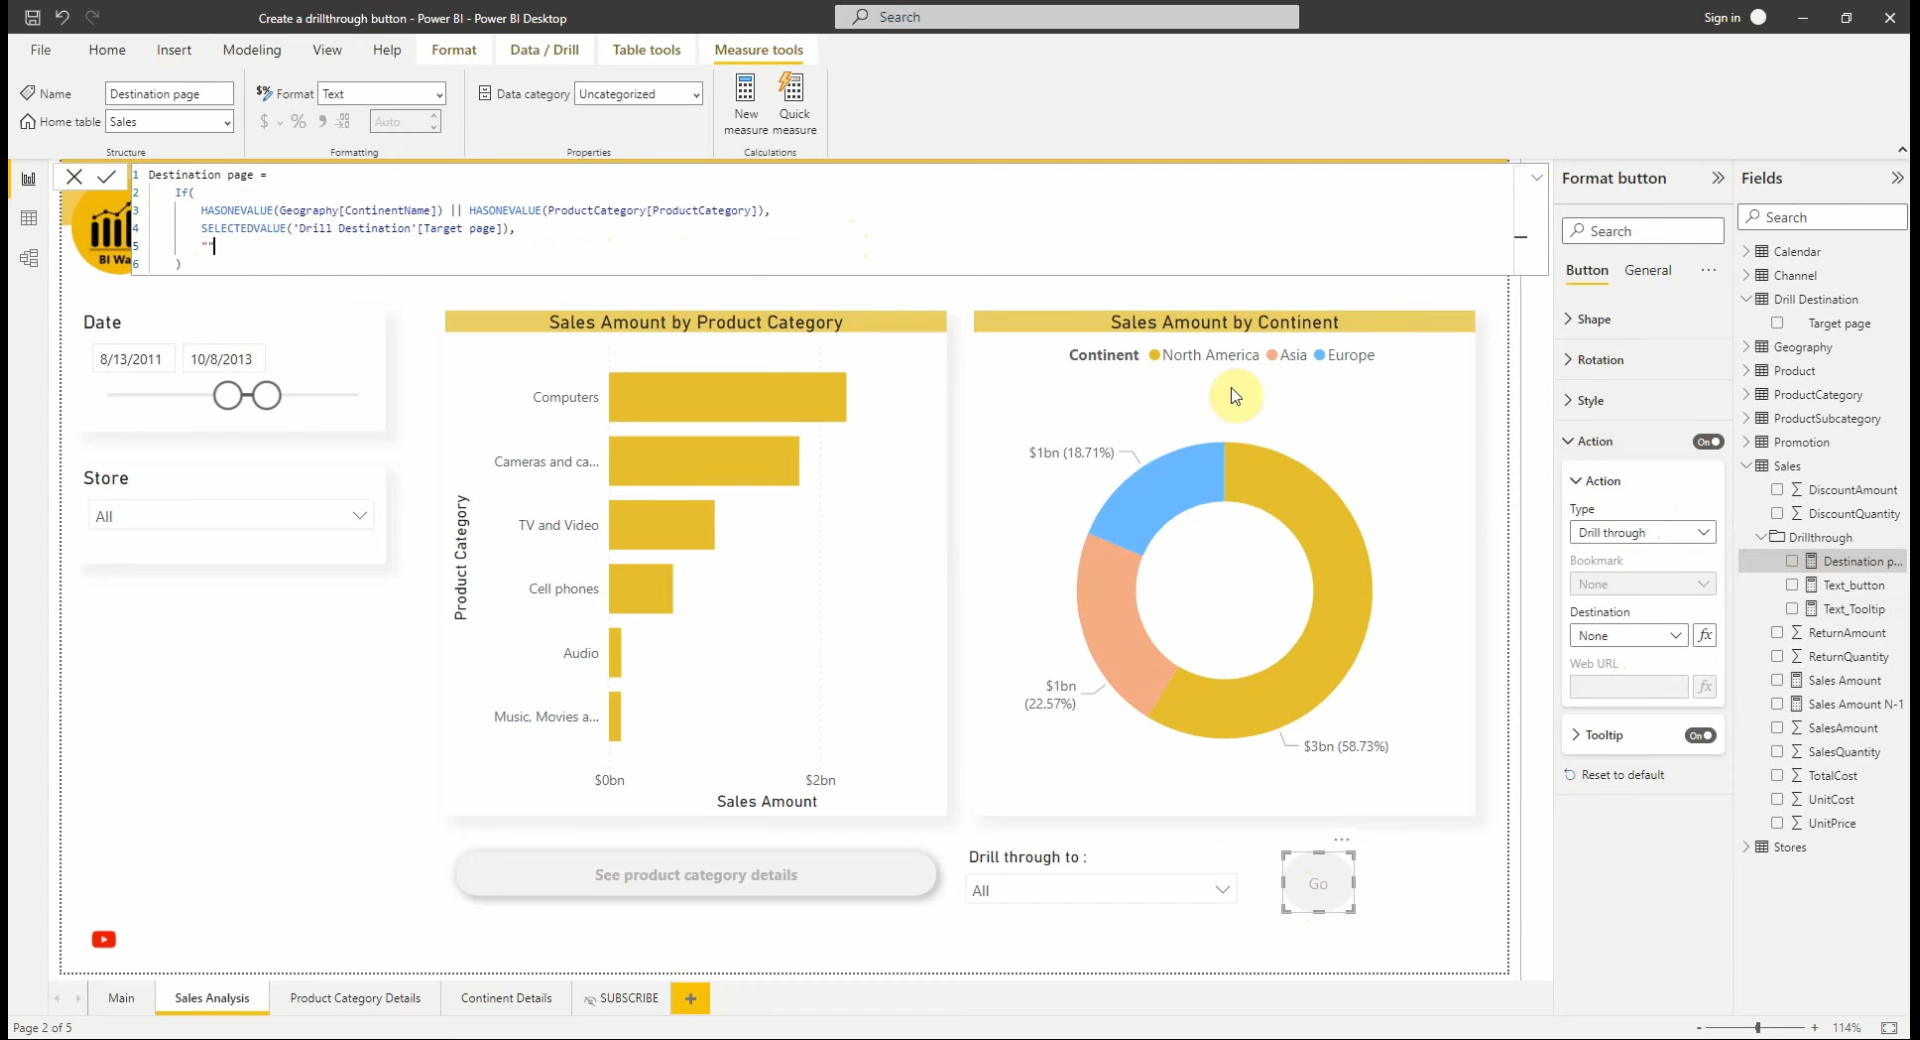 Create a drillthrough button - Power BI - Power BI Desktop
Search
Sign in
File Home Insert Modeling View Help Format Data / Drill Table tools Measure tools
Name Destination page
Home table Sales
Structure
Format Text
$ % 9 Auto
Formatting
Data category Uncategorized
Properties
New measure
Quick measure
Calculations
1 Destination page =
2 If(
3 HASONEVALUE(Geography[ContinentName]) || HASONEVALUE(ProductCategory[ProductCategory]),
4 SELECTEDVALUE('Drill Destination'[Target page]),
5 ""
6 )
BI Wa
Date
8/13/2011 10/8/2013
Store
All
Sales Amount by Product Category
Product Category
Computers
Cameras and ca...
TV and Video
Cell phones
Audio
Music, Movies a...
$0bn $2bn
Sales Amount
Sales Amount by Continent
Continent North America Asia Europe
$1bn (18.71%)
$1bn
(22.57%)
$3bn (58.73%)
See product category details
Drill through to :
All
Go
Format button
Search
Button General
Shape
Rotation
Style
Action On
Action
Type
Drill through
Bookmark
None
Destination
None fx
Web URL
fx
Tooltip On
Reset to default
Fields
Search
Calendar
Channel
Drill Destination
Target page
Geography
Product
ProductCategory
ProductSubcategory
Promotion
Sales
DiscountAmount
DiscountQuantity
Drillthrough
Destination p...
Text_button
Text_Tooltip
ReturnAmount
ReturnQuantity
Sales Amount
Sales Amount N-1
SalesAmount
SalesQuantity
TotalCost
UnitCost
UnitPrice
Stores
Main Sales Analysis Product Category Details Continent Details SUBSCRIBE +
Page 2 of 5
- + 114%